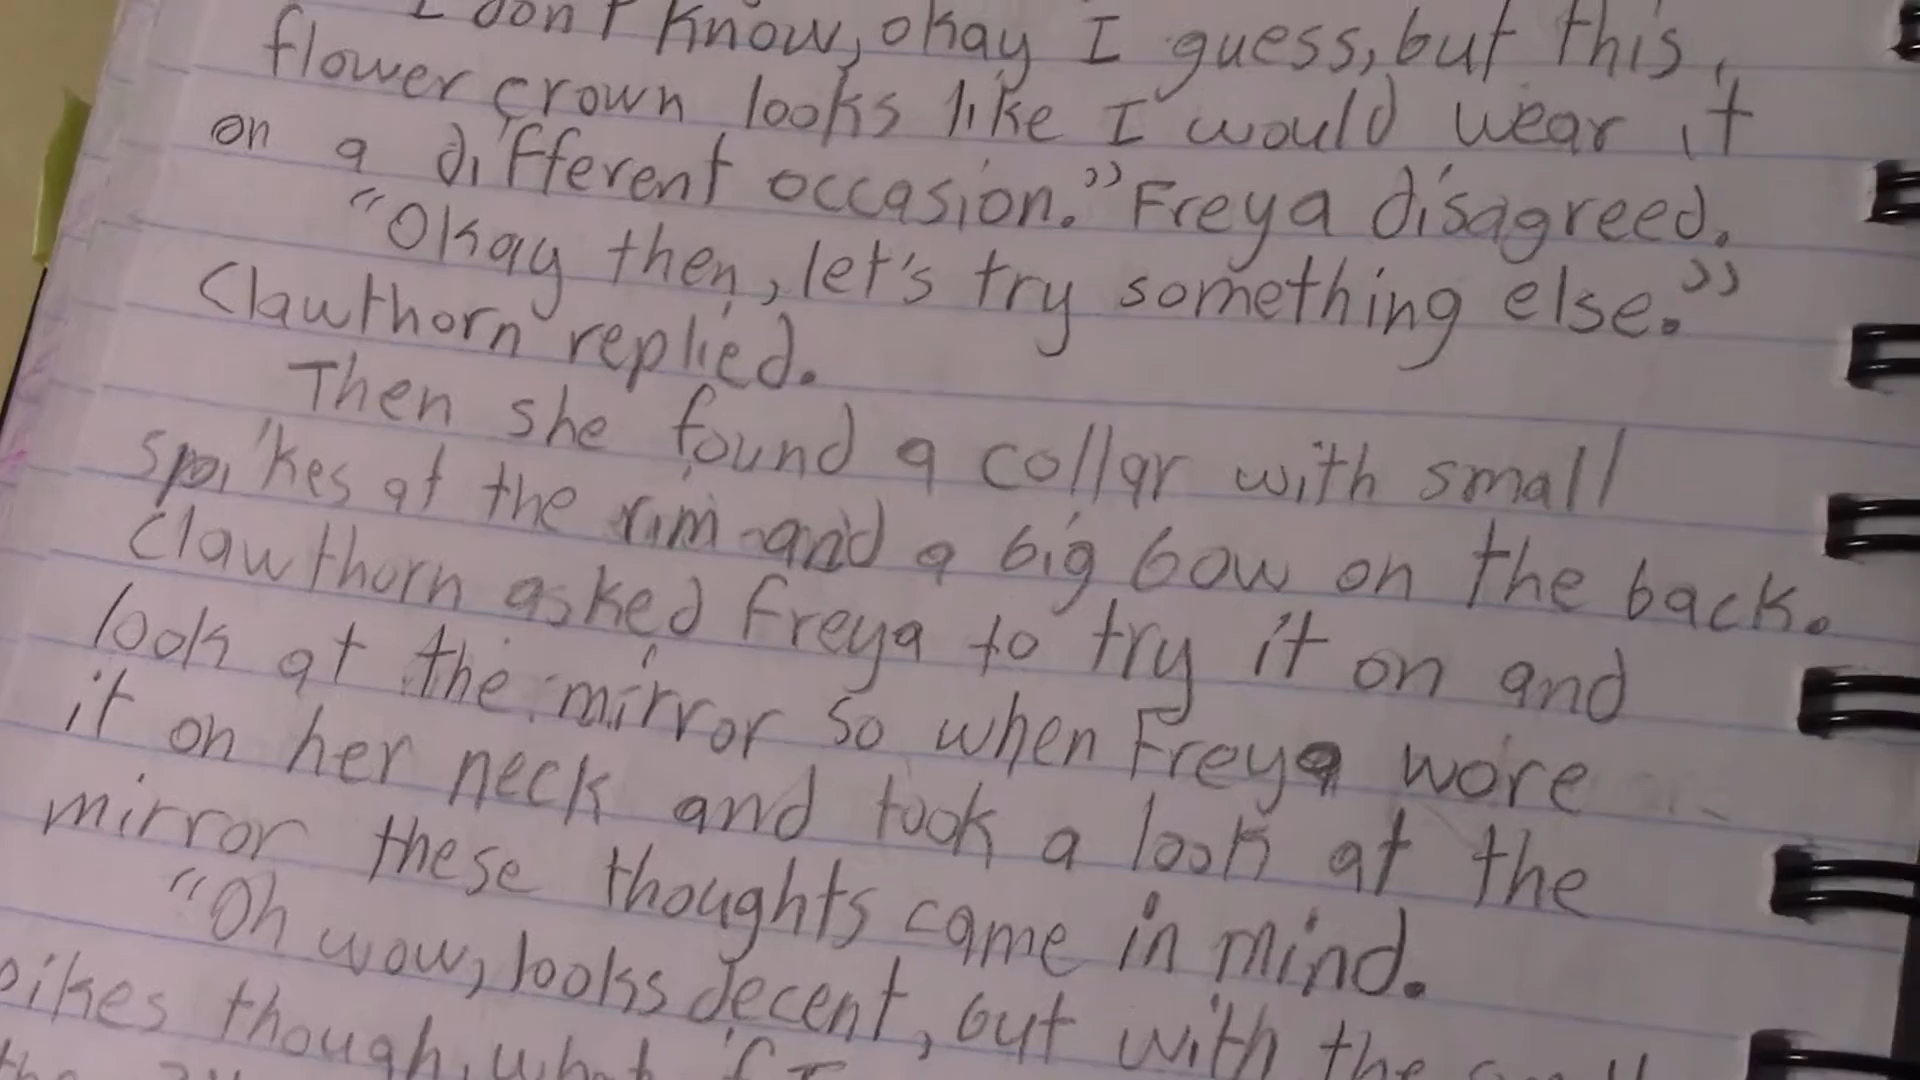 I don't know, okay I guess, but this
flower crown looks like I would wear it
on a different occasion." Freya disagreed.
"Okay then, let's try something else."
Clawthorn replied.
Then she found a collar with small
spikes at the rim and a big bow on the back.
Clawthorn asked Freya to try it on and
look at the mirror so when Freya wore
it on her neck and took a look at the
mirror these thoughts came in mind.
"Oh wow, looks decent, but with the
pikes though, what if I